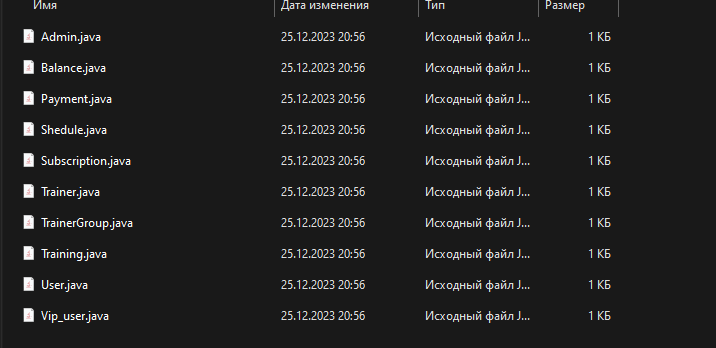 Имя Дата изменения Тип Размер
Admin.java 25.12.2023 20:56 Исходный файл J... 1 КБ
Balance.java 25.12.2023 20:56 Исходный файл J... 1 КБ
Payment.java 25.12.2023 20:56 Исходный файл J... 1 КБ
Shedule.java 25.12.2023 20:56 Исходный файл J... 1 КБ
Subscription.java 25.12.2023 20:56 Исходный файл J... 1 КБ
Trainer.java 25.12.2023 20:56 Исходный файл J... 1 КБ
TrainerGroup.java 25.12.2023 20:56 Исходный файл J... 1 КБ
Training.java 25.12.2023 20:56 Исходный файл J... 1 КБ
User.java 25.12.2023 20:56 Исходный файл J... 1 КБ
Vip_user.java 25.12.2023 20:56 Исходный файл J... 1 КБ